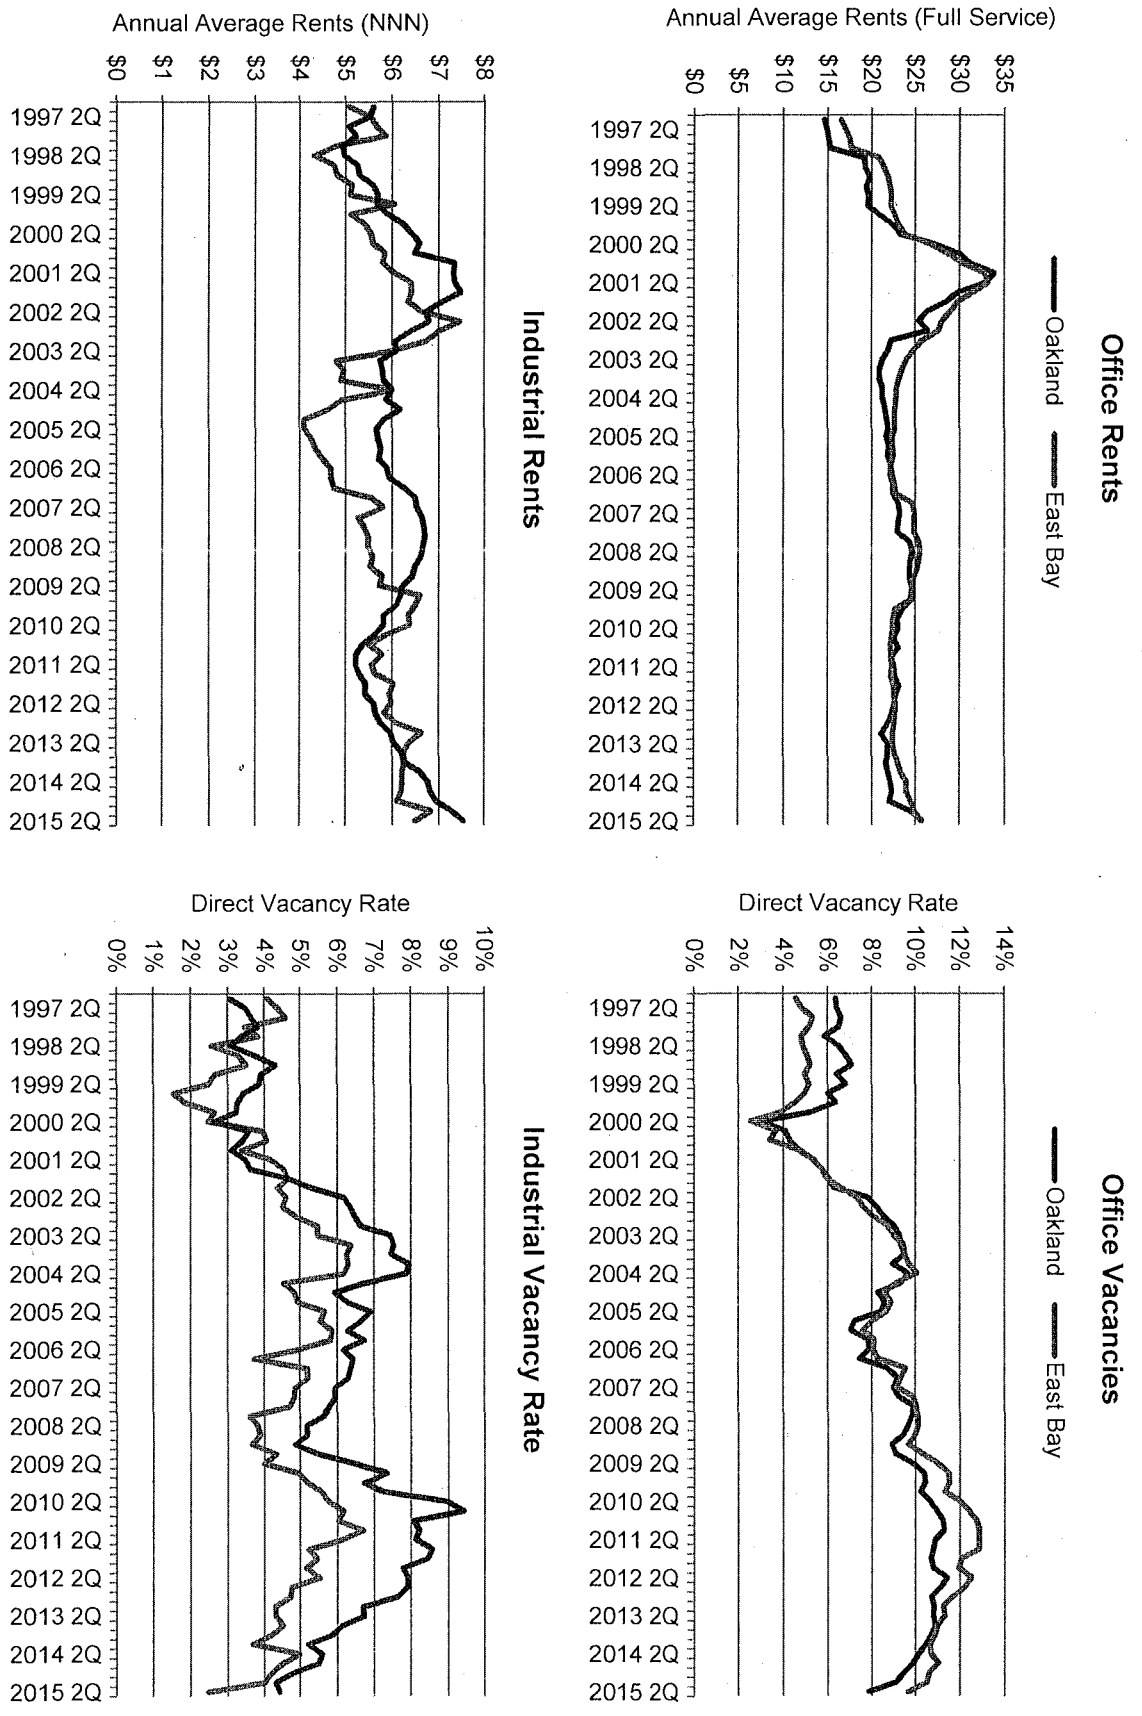 Office Rents
Oakland East Bay
Annual Average Rents (Full Service)
$35
$30
$25
$20
$15
$10
$5
$0
1997 2Q
1998 2Q
1999 2Q
2000 2Q
2001 2Q
2002 2Q
2003 2Q
2004 2Q
2005 2Q
2006 2Q
2007 2Q
2008 2Q
2009 2Q
2010 2Q
2011 2Q
2012 2Q
2013 2Q
2014 2Q
2015 2Q
Office Vacancies
Oakland East Bay
Direct Vacancy Rate
14%
12%
10%
8%
6%
4%
2%
0%
1997 2Q
1998 2Q
1999 2Q
2000 2Q
2001 2Q
2002 2Q
2003 2Q
2004 2Q
2005 2Q
2006 2Q
2007 2Q
2008 2Q
2009 2Q
2010 2Q
2011 2Q
2012 2Q
2013 2Q
2014 2Q
2015 2Q
Industrial Rents
Annual Average Rents (NNN)
$8
$7
$6
$5
$4
$3
$2
$1
$0
1997 2Q
1998 2Q
1999 2Q
2000 2Q
2001 2Q
2002 2Q
2003 2Q
2004 2Q
2005 2Q
2006 2Q
2007 2Q
2008 2Q
2009 2Q
2010 2Q
2011 2Q
2012 2Q
2013 2Q
2014 2Q
2015 2Q
Industrial Vacancy Rate
Direct Vacancy Rate
10%
9%
8%
7%
6%
5%
4%
3%
2%
1%
0%
1997 2Q
1998 2Q
1999 2Q
2000 2Q
2001 2Q
2002 2Q
2003 2Q
2004 2Q
2005 2Q
2006 2Q
2007 2Q
2008 2Q
2009 2Q
2010 2Q
2011 2Q
2012 2Q
2013 2Q
2014 2Q
2015 2Q